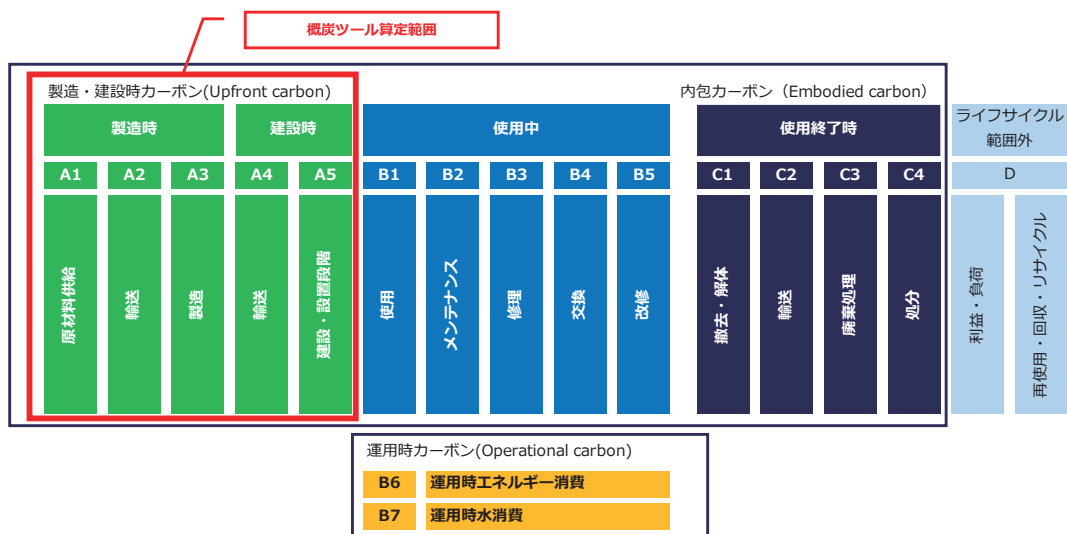 概炭ツール算定範囲
製造・建設時カーボン(Upfront carbon)
内包カーボン（Embodied carbon）
製造時
建設時
使用中
使用終了時
ライフサイクル
範囲外
A1
A2
A3
A4
A5
B1
B2
B3
B4
B5
C1
C2
C3
C4
D
原材料供給
輸送
製造
輸送
建設・設置段階
使用
メンテナンス
修理
交換
改修
撤去・解体
輸送
廃棄処理
処分
利益・負荷
再使用・回収・リサイクル
運用時カーボン(Operational carbon)
B6
運用時エネルギー消費
B7
運用時水消費